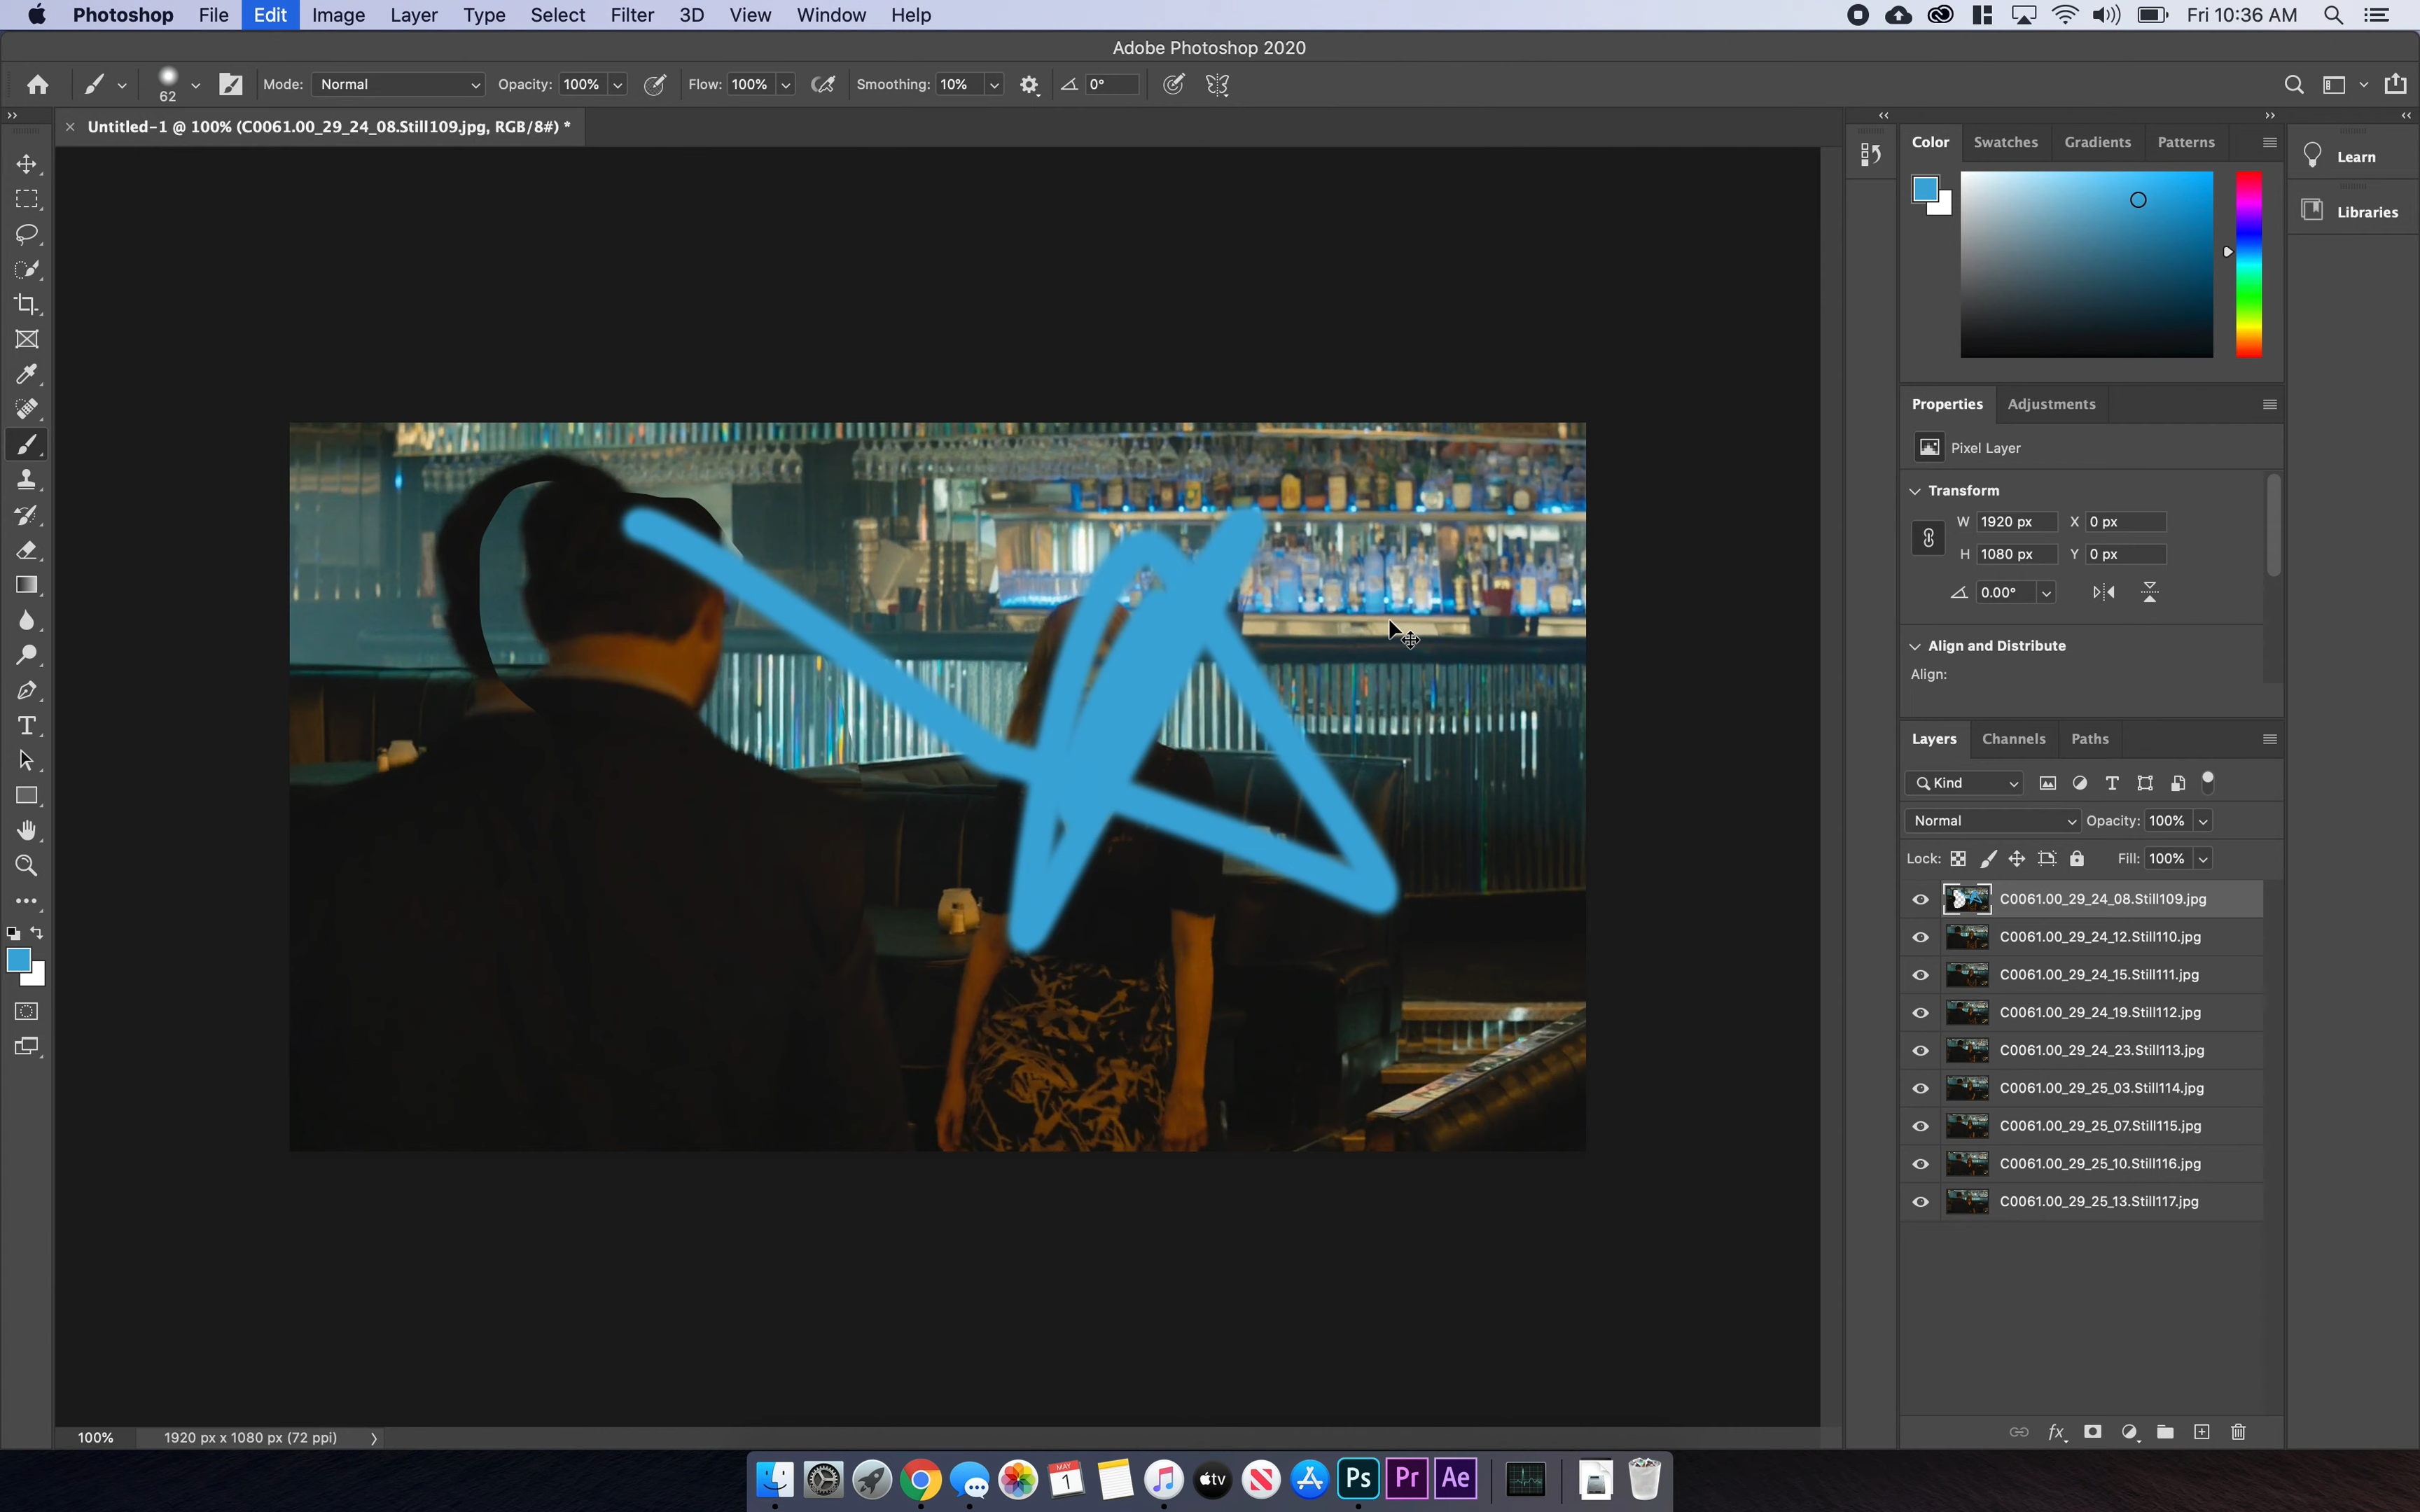 Photoshop File Edit Image Layer Type Select Filter 3D View Window Help Fri 10:36 AM
Adobe Photoshop 2020
62 Mode: Normal Opacity: 100% Flow: 100% Smoothing: 10% 0°
Untitled-1 @ 100% (C0061.00_29_24_08.Still109.jpg, RGB/8#) *
Color Swatches Gradients Patterns
Learn
Libraries
Properties Adjustments
Pixel Layer
Transform
W 1920 px X 0 px
H 1080 px Y 0 px
0.00°
Align and Distribute
Align:
Layers Channels Paths
Kind
Normal Opacity: 100%
Lock: Fill: 100%
C0061.00_29_24_08.Still109.jpg
C0061.00_29_24_12.Still110.jpg
C0061.00_29_24_15.Still111.jpg
C0061.00_29_24_19.Still112.jpg
C0061.00_29_24_23.Still113.jpg
C0061.00_29_25_03.Still114.jpg
C0061.00_29_25_07.Still115.jpg
C0061.00_29_25_10.Still116.jpg
C0061.00_29_25_13.Still117.jpg
fx
100% 1920 px x 1080 px (72 ppi)
MAY
1
tv
Ps
Pr
Ae